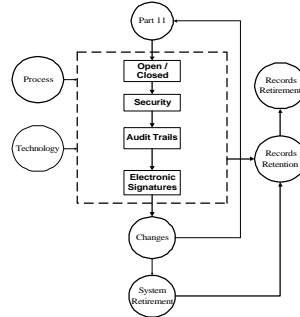 Part 11
Open /
Closed
Process
Records
Retirement
Security
Audit Trails
Technology
Records
Retention
Electronic
Signatures
Changes
System
Retirement